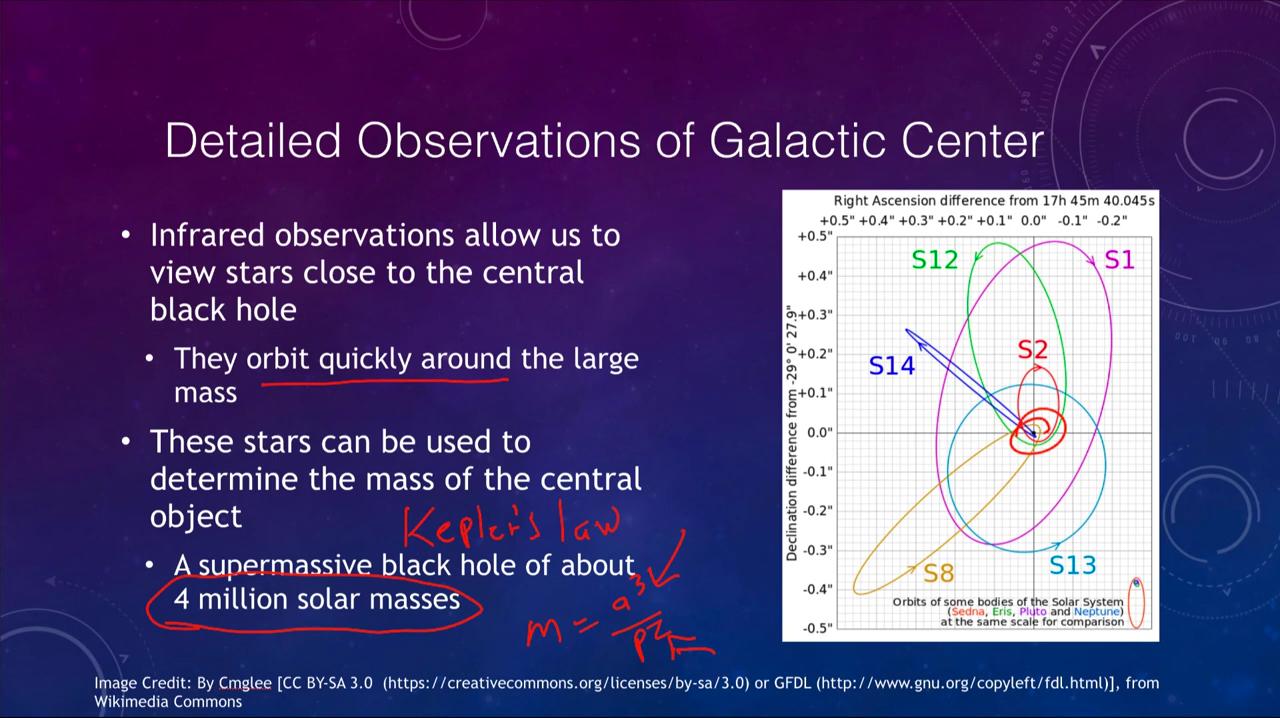 Detailed Observations of Galactic Center
• Infrared observations allow us to
view stars close to the central
black hole
• They orbit quickly around the large
mass
• These stars can be used to
determine the mass of the central
object
Kepler's law
• A supermassive black hole of about
4 million solar masses
m = a³/p²
Right Ascension difference from 17h 45m 40.045s
+0.5" +0.4" +0.3" +0.2" +0.1" 0.0" -0.1" -0.2"
Declination difference from -29° 0' 27.9"
+0.5"
+0.4"
+0.3"
+0.2"
+0.1"
0.0"
-0.1"
-0.2"
-0.3"
-0.4"
-0.5"
S12
S1
S2
S14
S13
S8
Orbits of some bodies of the Solar System
(Sedna, Eris, Pluto and Neptune)
at the same scale for comparison
Image Credit: By Cmglee [CC BY-SA 3.0 (https://creativecommons.org/licenses/by-sa/3.0) or GFDL (http://www.gnu.org/copyleft/fdl.html)], from
Wikimedia Commons